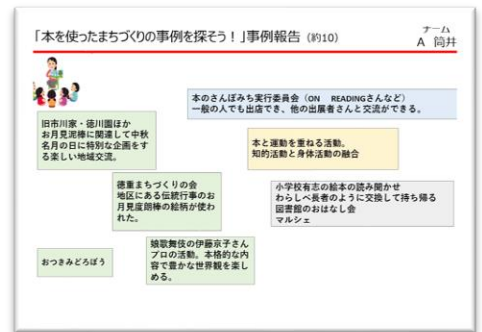 「本を使ったまちづくりの事例を探そう！」事例報告（約10）
チーム
A 筒井
本のさんぽみち実行委員会（ON　READINGさんなど）
一般の人でも出店でき、他の出展者さんと交流ができる。
旧市川家・徳川園ほか
お月見泥棒に関連して中秋
名月の日に特別な企画をす
る楽しい地域交流。
本と運動を重ねる活動。
知的活動と身体活動の融合
徳重まちづくりの会
地区にある伝統行事のお
月見度朗棒の絵柄が使わ
れた。
小学校有志の絵本の読み聞かせ
わらしべ長者のように交換して持ち帰る
図書館のおはなし会
マルシェ
おつきみどろぼう
娘歌舞伎の伊藤京子さん
プロの活動。本格的な内
容で豊かな世界観を楽し
める。